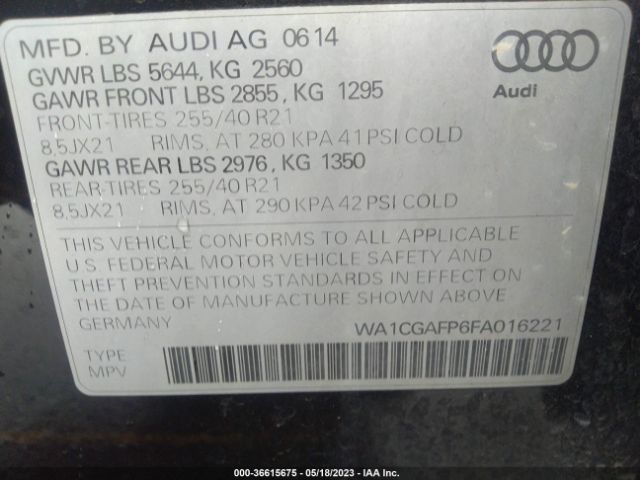 MFD. BY AUDI AG 0614
GVWR LBS 5644, KG 2560
GAWR FRONT LBS 2855, KG 1295
FRONT-TIRES 255/40 R21
8,5JX21 RIMS, AT 280 KPA 41 PSI COLD
GAWR REAR LBS 2976, KG 1350
REAR-TIRES 255/40 R21
8,5JX21 RIMS, AT 290 KPA 42 PSI COLD
Audi
THIS VEHICLE CONFORMS TO ALL APPLICABLE
U.S. FEDERAL MOTOR VEHICLE SAFETY AND
THEFT PREVENTION STANDARDS IN EFFECT ON
THE DATE OF MANUFACTURE SHOWN ABOVE
GERMANY WA1CGAFP6FA016221
TYPE
MPV
000-36615675 - 05/18/2023 - IAA Inc.